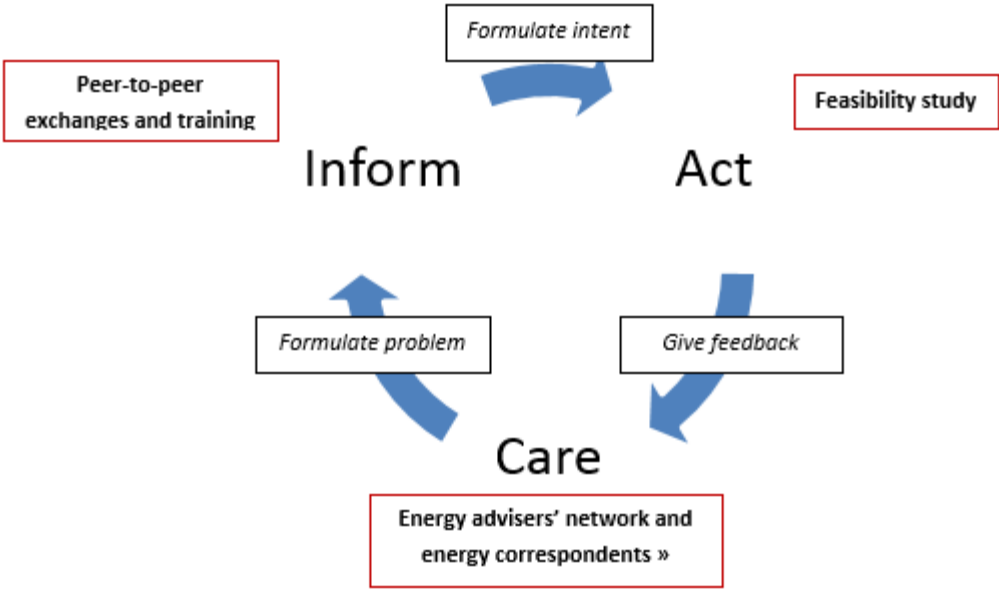 Formulate intent
Peer-to-peer
exchanges and training
Feasibility study
Inform
Act
Formulate problem
Give feedback
Care
Energy advisers’ network and
energy correspondents »